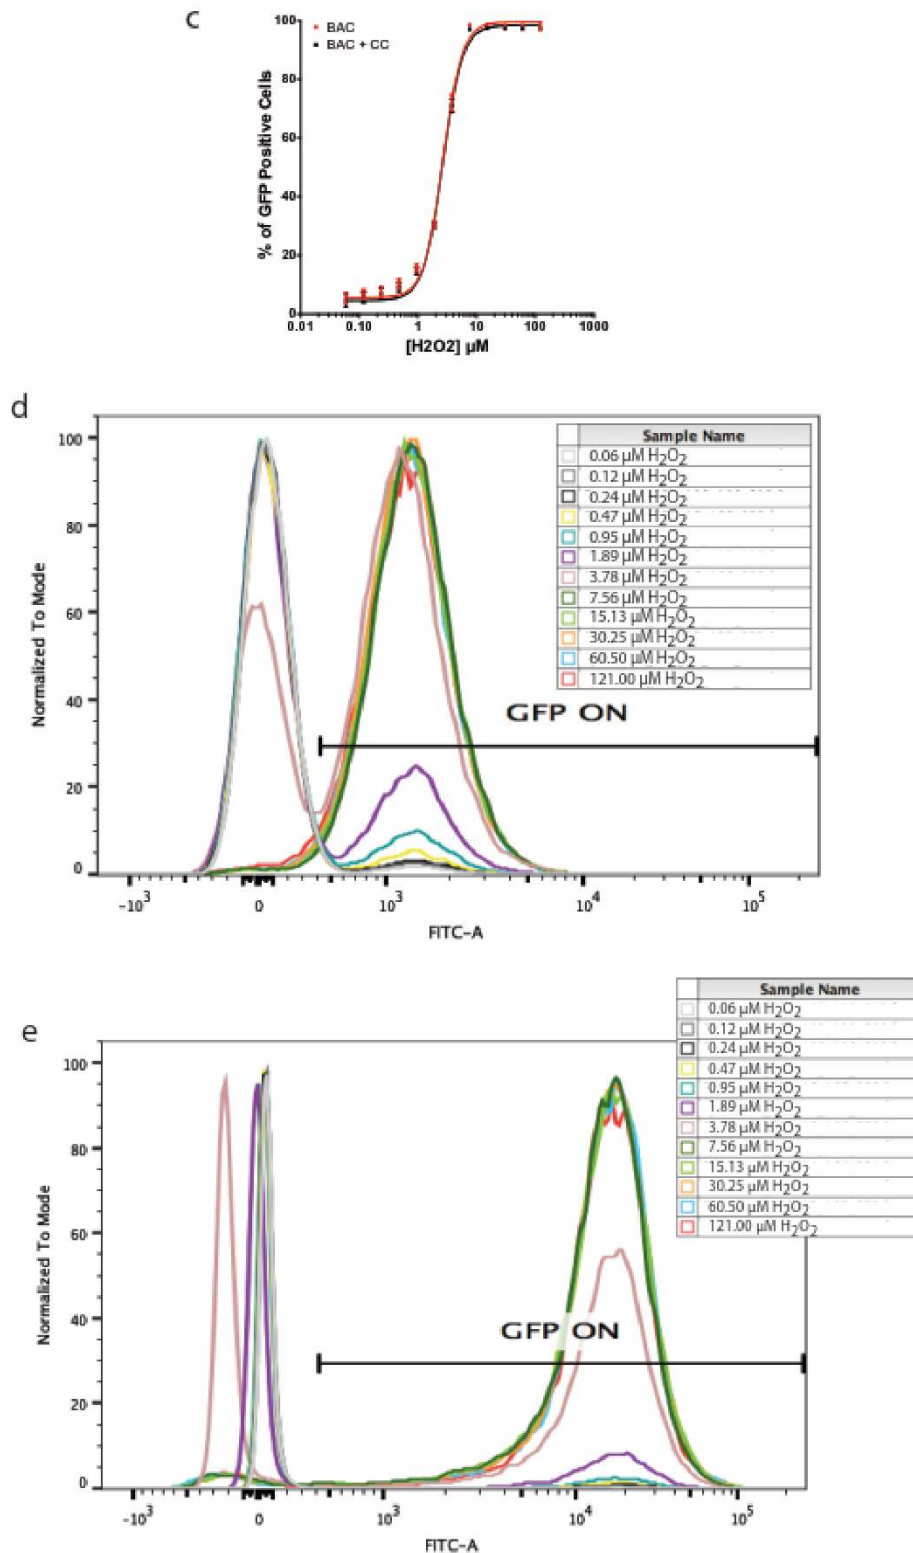 c
BAC
BAC + CC
% of GFP Positive Cells
100
80
60
40
20
0
0.01 0.10 1 10 100 1000
[H2O2] µM
d
Normalized To Mode
100
80
60
40
20
0
Sample Name
0.06 µM H2O2
0.12 µM H2O2
0.24 µM H2O2
0.47 µM H2O2
0.95 µM H2O2
1.89 µM H2O2
3.78 µM H2O2
7.56 µM H2O2
15.13 µM H2O2
30.25 µM H2O2
60.50 µM H2O2
121.00 µM H2O2
GFP ON
-10³ 0 10³ 10⁴ 10⁵
FITC-A
e
Sample Name
0.06 µM H2O2
0.12 µM H2O2
0.24 µM H2O2
0.47 µM H2O2
0.95 µM H2O2
1.89 µM H2O2
3.78 µM H2O2
7.56 µM H2O2
15.13 µM H2O2
30.25 µM H2O2
60.50 µM H2O2
121.00 µM H2O2
Normalized To Mode
100
80
60
40
20
0
GFP ON
-10³ 0 10³ 10⁴ 10⁵
FITC-A